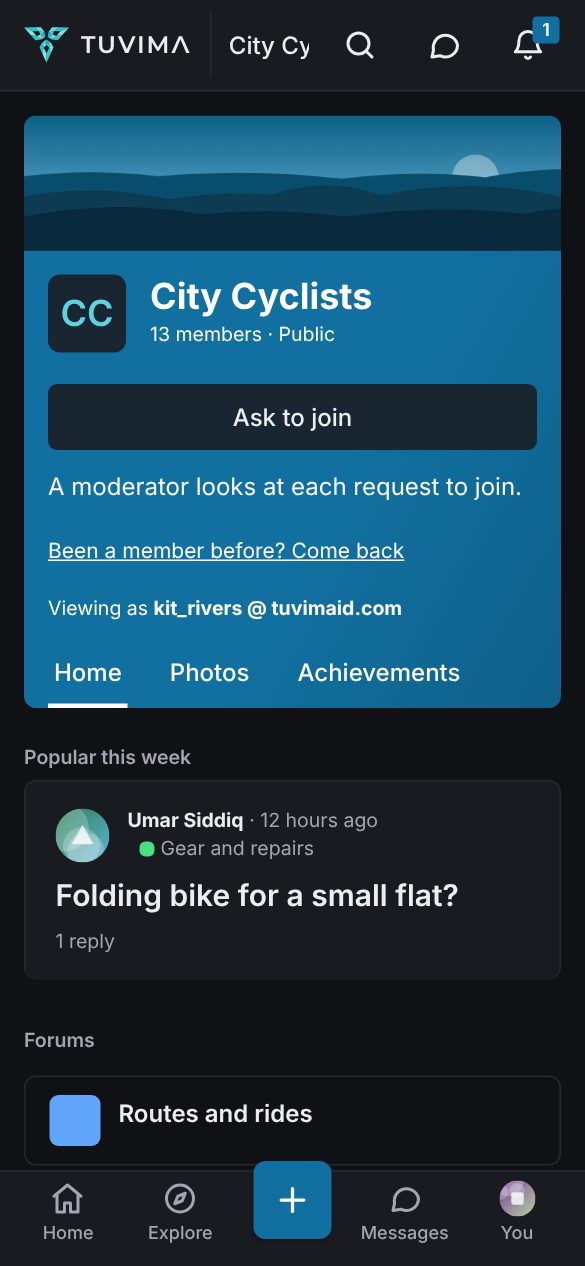 TUVIMA
City Cy
1
CC
City Cyclists
13 members · Public
Ask to join
A moderator looks at each request to join.
Been a member before? Come back
Viewing as kit_rivers @ tuvimaid.com
Home
Photos
Achievements
Popular this week
Umar Siddiq · 12 hours ago
Gear and repairs
Folding bike for a small flat?
1 reply
Forums
Routes and rides
Home
Explore
Messages
You